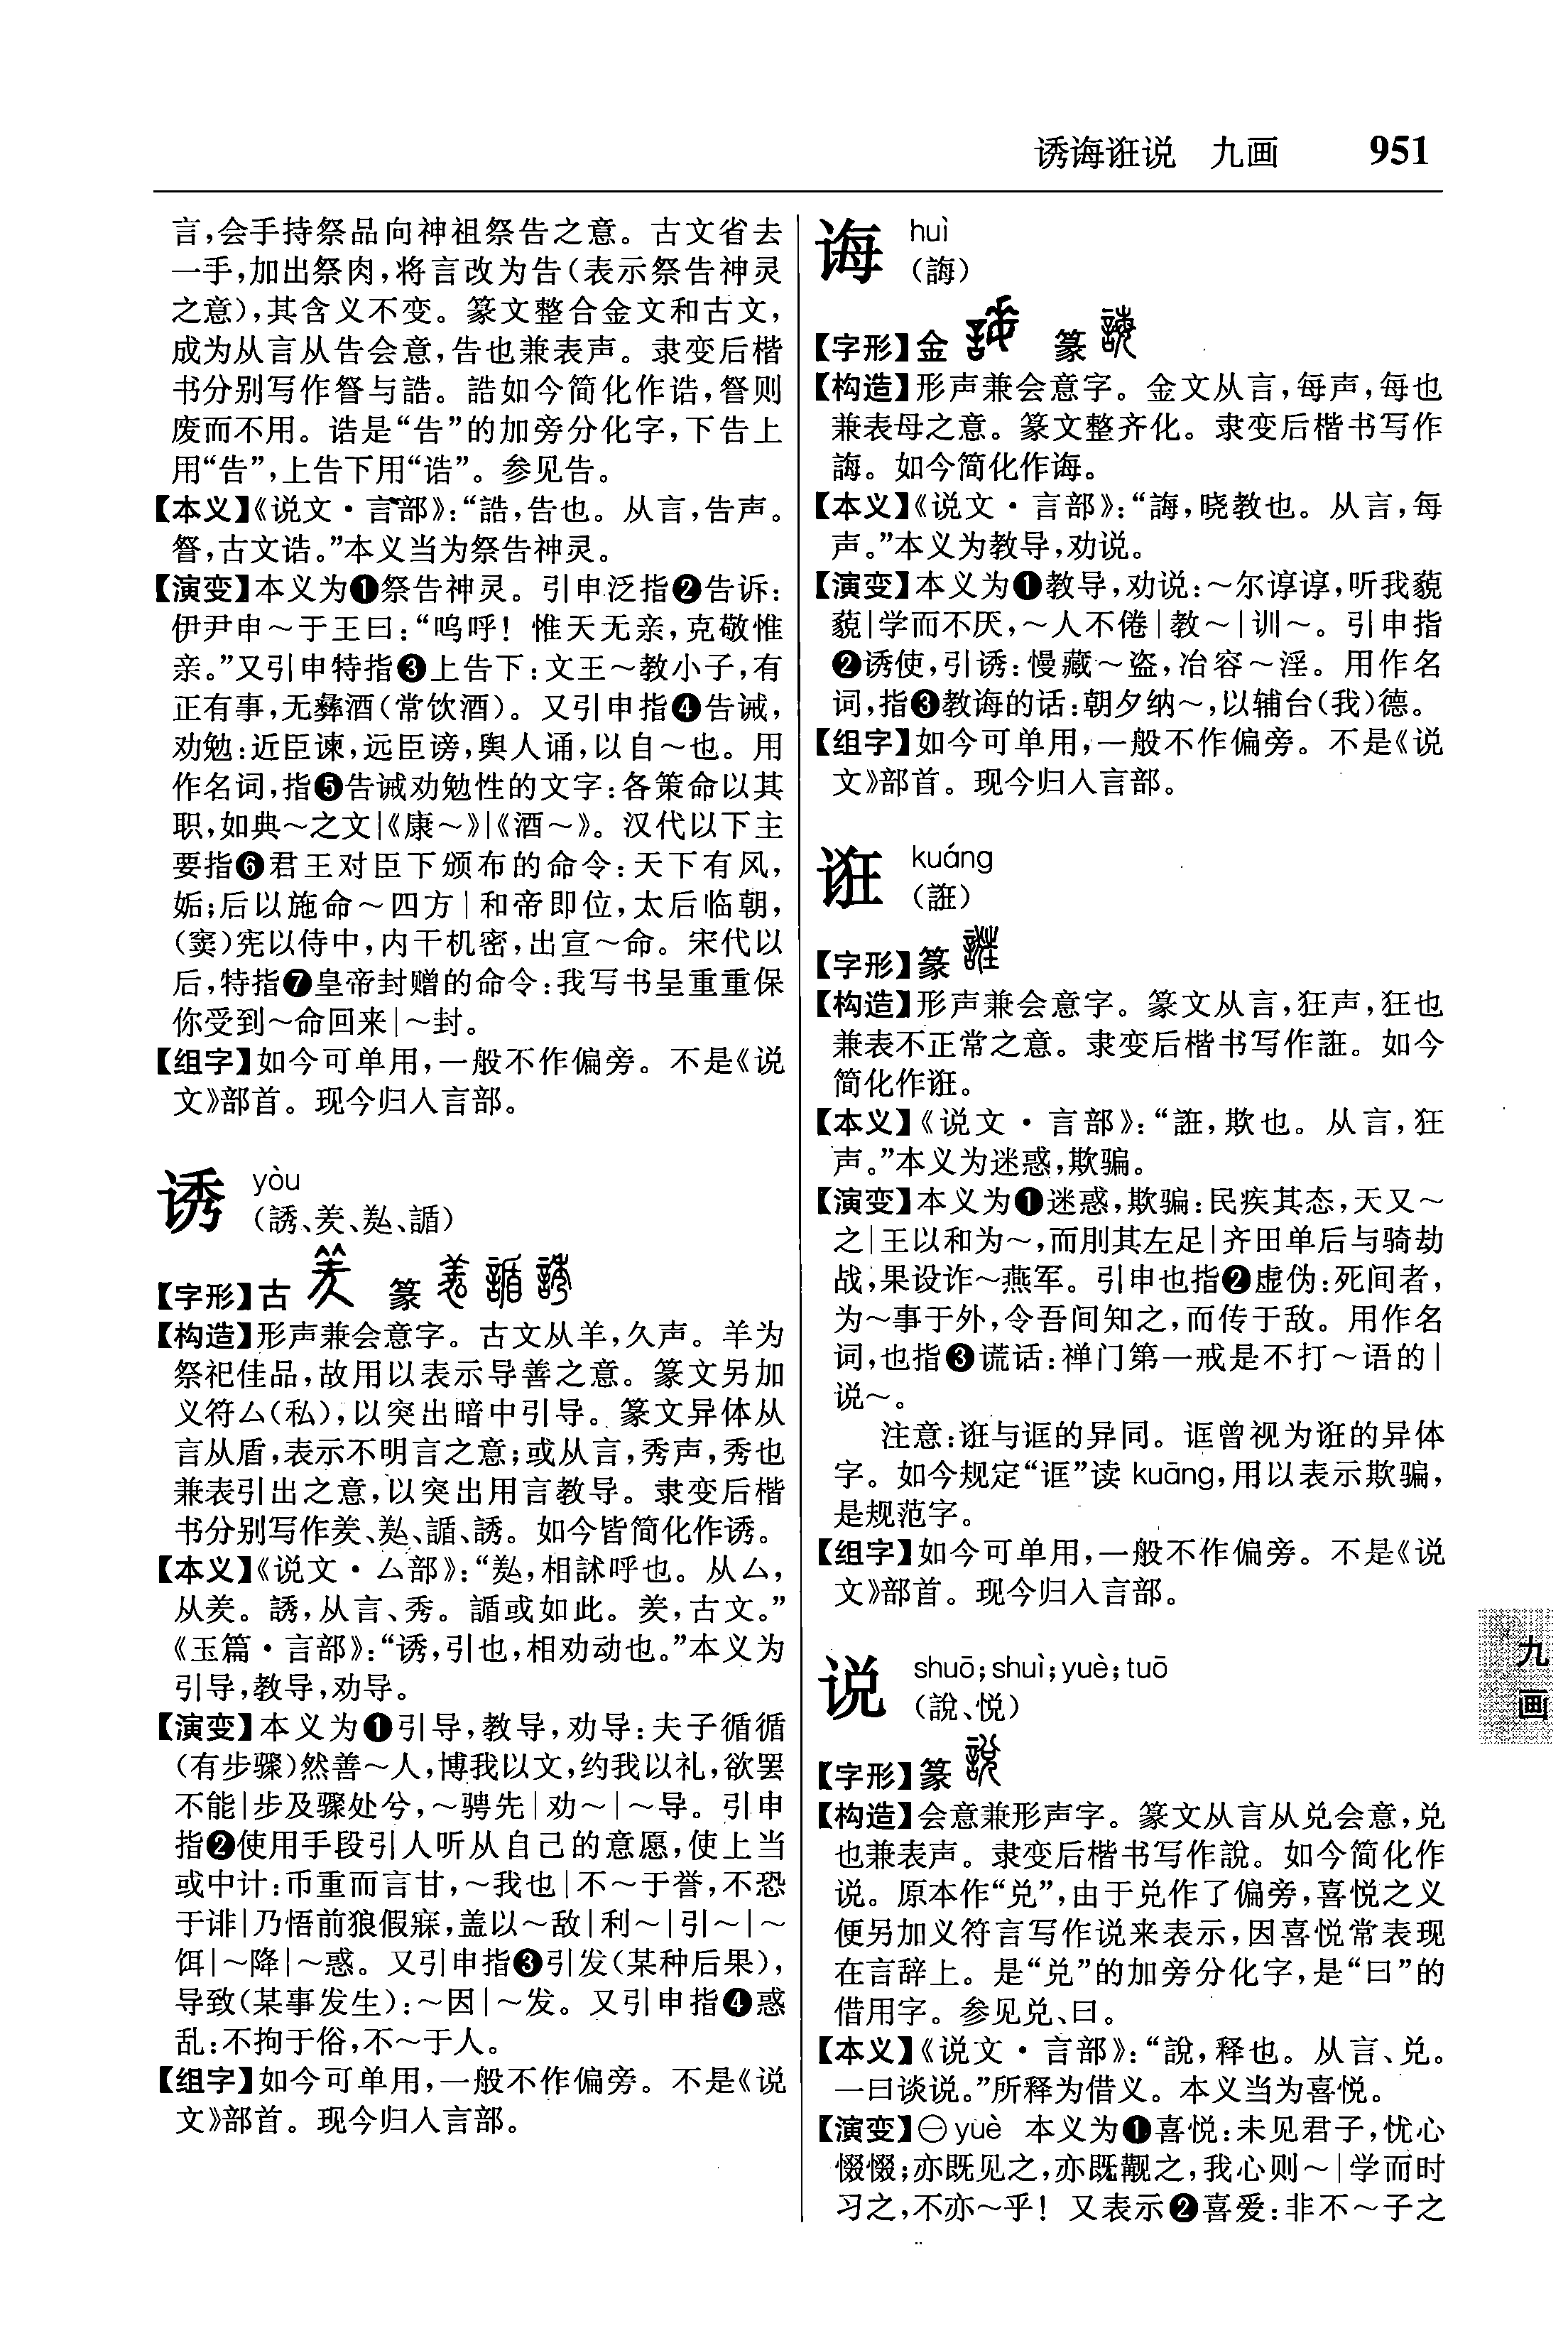 诱诲诳说 九画 951
言,会手持祭品向神祖祭告之意。古文省去
一手,加出祭肉,将言改为告(表示祭告神灵
之意),其含义不变。篆文整合金文和古文,
成为从言从告会意,告也兼表声。隶变后楷
书分别写作䛺与誥。誥如今简化作诰,䛺则
废而不用。诰是“告”的加旁分化字,下告上
用“告”,上告下用“诰”。参见告。
【本义】《说文·言部》:“誥,告也。从言,告声。
古文诰。”本义当为祭告神灵。
【演变】本义为❶祭告神灵。引申泛指❷告诉:
伊尹申~于王曰:“呜呼!惟天无亲,克敬惟
亲。”又引申特指❸上告下:文王~教小子,有
正有事,无彝酒(常饮酒)。又引申指❹告诫,
劝勉:近臣谏,远臣谤,舆人诵,以自~也。用
作名词,指❺告诫劝勉性的文字:各策命以其
职,如典~之文|《康~》|《酒~》。汉代以下主
要指❻君王对臣下颁布的命令:天下有风,
姤;后以施命~四方|和帝即位,太后临朝,
(窦)宪以侍中,内干机密,出宣~命。宋代以
后,特指❼皇帝封赠的命令:我写书呈重重保
你受到~命回来|~封。
【组字】如今可单用,一般不作偏旁。不是《说
文》部首。现今归入言部。
诱 yòu
(誘、羑、㕗、䛻)
【字形】古 篆
【构造】形声兼会意字。古文从羊,久声。羊为
祭祀佳品,故用以表示导善之意。篆文另加
义符厶(私),以突出暗中引导。篆文异体从
言从盾,表示不明言之意;或从言,秀声,秀也
兼表引出之意,以突出用言教导。隶变后楷
书分别写作羑、㕗、䛻、誘。如今皆简化作诱。
【本义】《说文·厶部》:“㕗,相訹呼也。从厶,
从羑。誘,从言、秀。䛻或如此。羑,古文。”
《玉篇·言部》:“诱,引也,相劝动也。”本义为
引导,教导,劝导。
【演变】本义为❶引导,教导,劝导:夫子循循
(有步骤)然善~人,博我以文,约我以礼,欲罢
不能|步及骤处兮,~骋先|劝~|~导。引申
指❷使用手段引人听从自己的意愿,使上当
或中计:币重而言甘,~我也|不~于誉,不恐
于诽|乃悟前狼假寐,盖以~敌|利~|引~|~
饵|~降|~惑。又引申指❸引发(某种后果),
导致(某事发生):~因|~发。又引申指❹惑
乱:不拘于俗,不~于人。
【组字】如今可单用,一般不作偏旁。不是《说
文》部首。现今归入言部。
诲 huì
(誨)
【字形】金 篆
【构造】形声兼会意字。金文从言,每声,每也
兼表母之意。篆文整齐化。隶变后楷书写作
誨。如今简化作诲。
【本义】《说文·言部》:“誨,晓教也。从言,每
声。”本义为教导,劝说。
【演变】本义为❶教导,劝说:~尔谆谆,听我藐
藐|学而不厌,~人不倦|教~|训~。引申指
❷诱使,引诱:慢藏~盗,冶容~淫。用作名
词,指❸教诲的话:朝夕纳~,以辅台(我)德。
【组字】如今可单用,一般不作偏旁。不是《说
文》部首。现今归入言部。
诳 kuáng
(誑)
【字形】篆
【构造】形声兼会意字。篆文从言,狂声,狂也
兼表不正常之意。隶变后楷书写作誑。如今
简化作诳。
【本义】《说文·言部》:“誑,欺也。从言,狂
声。”本义为迷惑,欺骗。
【演变】本义为❶迷惑,欺骗:民疾其态,天又~
之|王以和为~,而刖其左足|齐田单后与骑劫
战,果设诈~燕军。引申也指❷虚伪:死间者,
为~事于外,令吾间知之,而传于敌。用作名
词,也指❸谎话:禅门第一戒是不打~语的|
说~。
注意:诳与诓的异同。诓曾视为诳的异体
字。如今规定“诓”读 kuāng,用以表示欺骗,
是规范字。
【组字】如今可单用,一般不作偏旁。不是《说
文》部首。现今归入言部。
说 shuō;shuì;yuè;tuō
(說、悦)
【字形】篆
【构造】会意兼形声字。篆文从言从兑会意,兑
也兼表声。隶变后楷书写作說。如今简化作
说。原本作“兑”,由于兑作了偏旁,喜悦之义
便另加义符言写作说来表示,因喜悦常表现
在言辞上。是“兑”的加旁分化字,是“曰”的
借用字。参见兑、曰。
【本义】《说文·言部》:“說,释也。从言、兑。
一曰谈说。”所释为借义。本义当为喜悦。
【演变】㊀yuè 本义为❶喜悦:未见君子,忧心
惙惙;亦既见之,亦既觏之,我心则~|学而时
习之,不亦~乎!又表示❷喜爱:非不~子之
九画